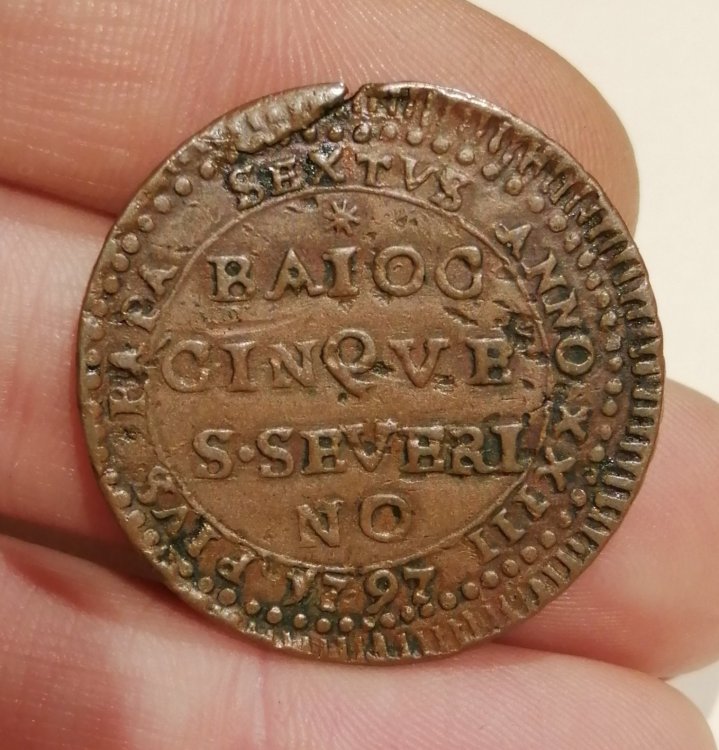 PIVS PAPA SEXTVS ANNO XXIII
BAIOC
CINQVE
S·SEVERI
NO
1797